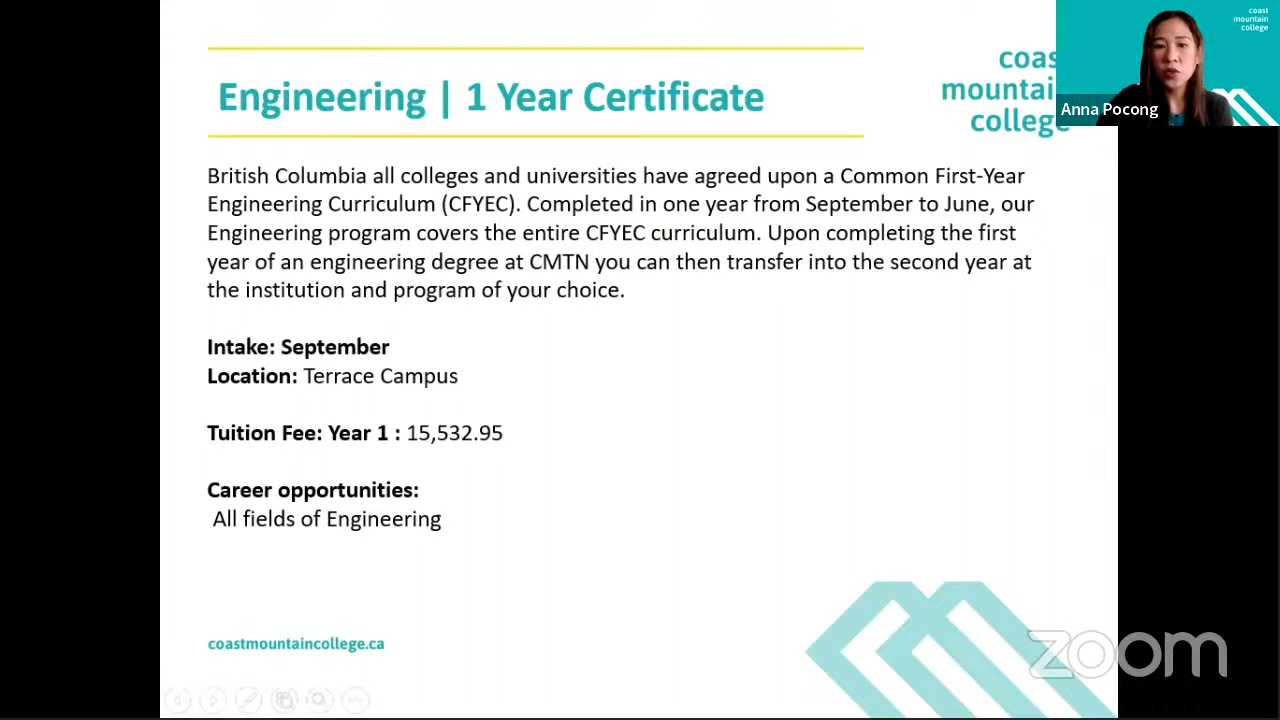 Engineering | 1 Year Certificate
coas
mountai
college
coast
mountain
college
Anna Pocong
British Columbia all colleges and universities have agreed upon a Common First-Year
Engineering Curriculum (CFYEC). Completed in one year from September to June, our
Engineering program covers the entire CFYEC curriculum. Upon completing the first
year of an engineering degree at CMTN you can then transfer into the second year at
the institution and program of your choice.
Intake: September
Location: Terrace Campus
Tuition Fee: Year 1 : 15,532.95
Career opportunities:
All fields of Engineering
coastmountaincollege.ca
zoom